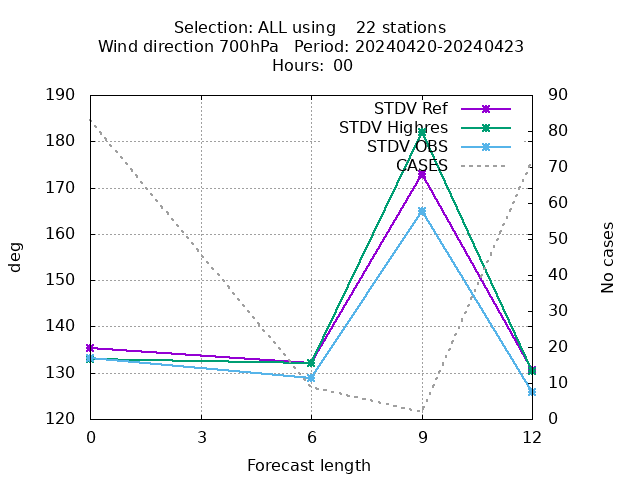 Selection: ALL using    22 stations
Wind direction 700hPa   Period: 20240420-20240423
Hours:  00
190
180
170
160
150
140
130
120
90
80
70
60
50
40
30
20
10
0
STDV Ref
STDV Highres
STDV OBS
CASES
deg
No cases
0 3 6 9 12
Forecast length